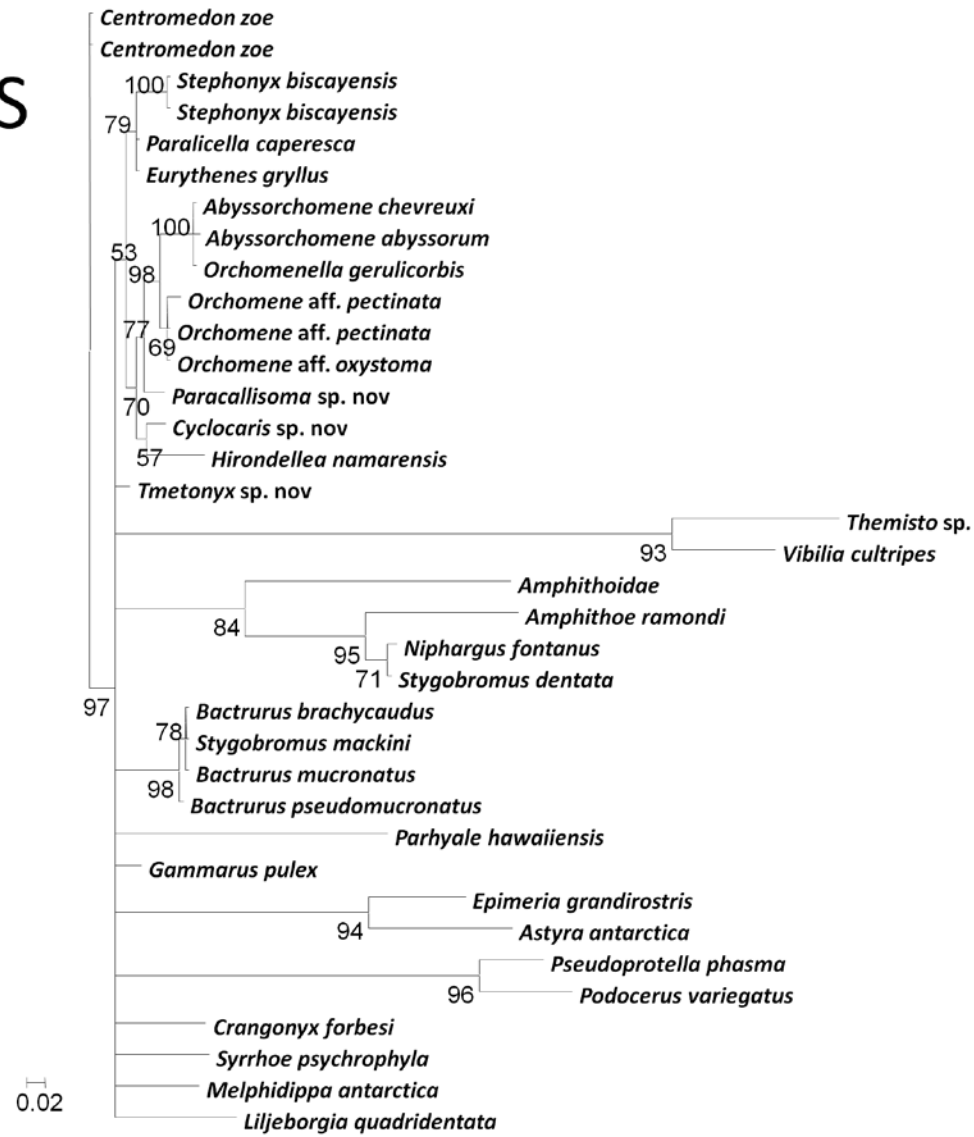 Centromedon zoe
Centromedon zoe
S
100
Stephonyx biscayensis
Stephonyx biscayensis
79
Paralicella caperesca
Eurythenes gryllus
Abyssorchomene chevreuxi
100
Abyssorchomene abyssorum
53
98
Orchomenella gerulicorbis
Orchomene aff. pectinata
77
Orchomene aff. pectinata
69
Orchomene aff. oxystoma
Paracallisoma sp. nov
70
Cyclocaris sp. nov
57
Hirondellea namarensis
Tmetonyx sp. nov
Themisto sp.
93
Vibilia cultripes
Amphithoidae
84
Amphithoe ramondi
95
Niphargus fontanus
71
Stygobromus dentata
97
Bactrurus brachycaudus
78
Stygobromus mackini
Bactrurus mucronatus
98
Bactrurus pseudomucronatus
Parhyale hawaiiensis
Gammarus pulex
Epimeria grandirostris
94
Astyra antarctica
Pseudoprotella phasma
96
Podocerus variegatus
Crangonyx forbesi
Syrrhoe psychrophyla
Melphidippa antarctica
0.02
Liljeborgia quadridentata